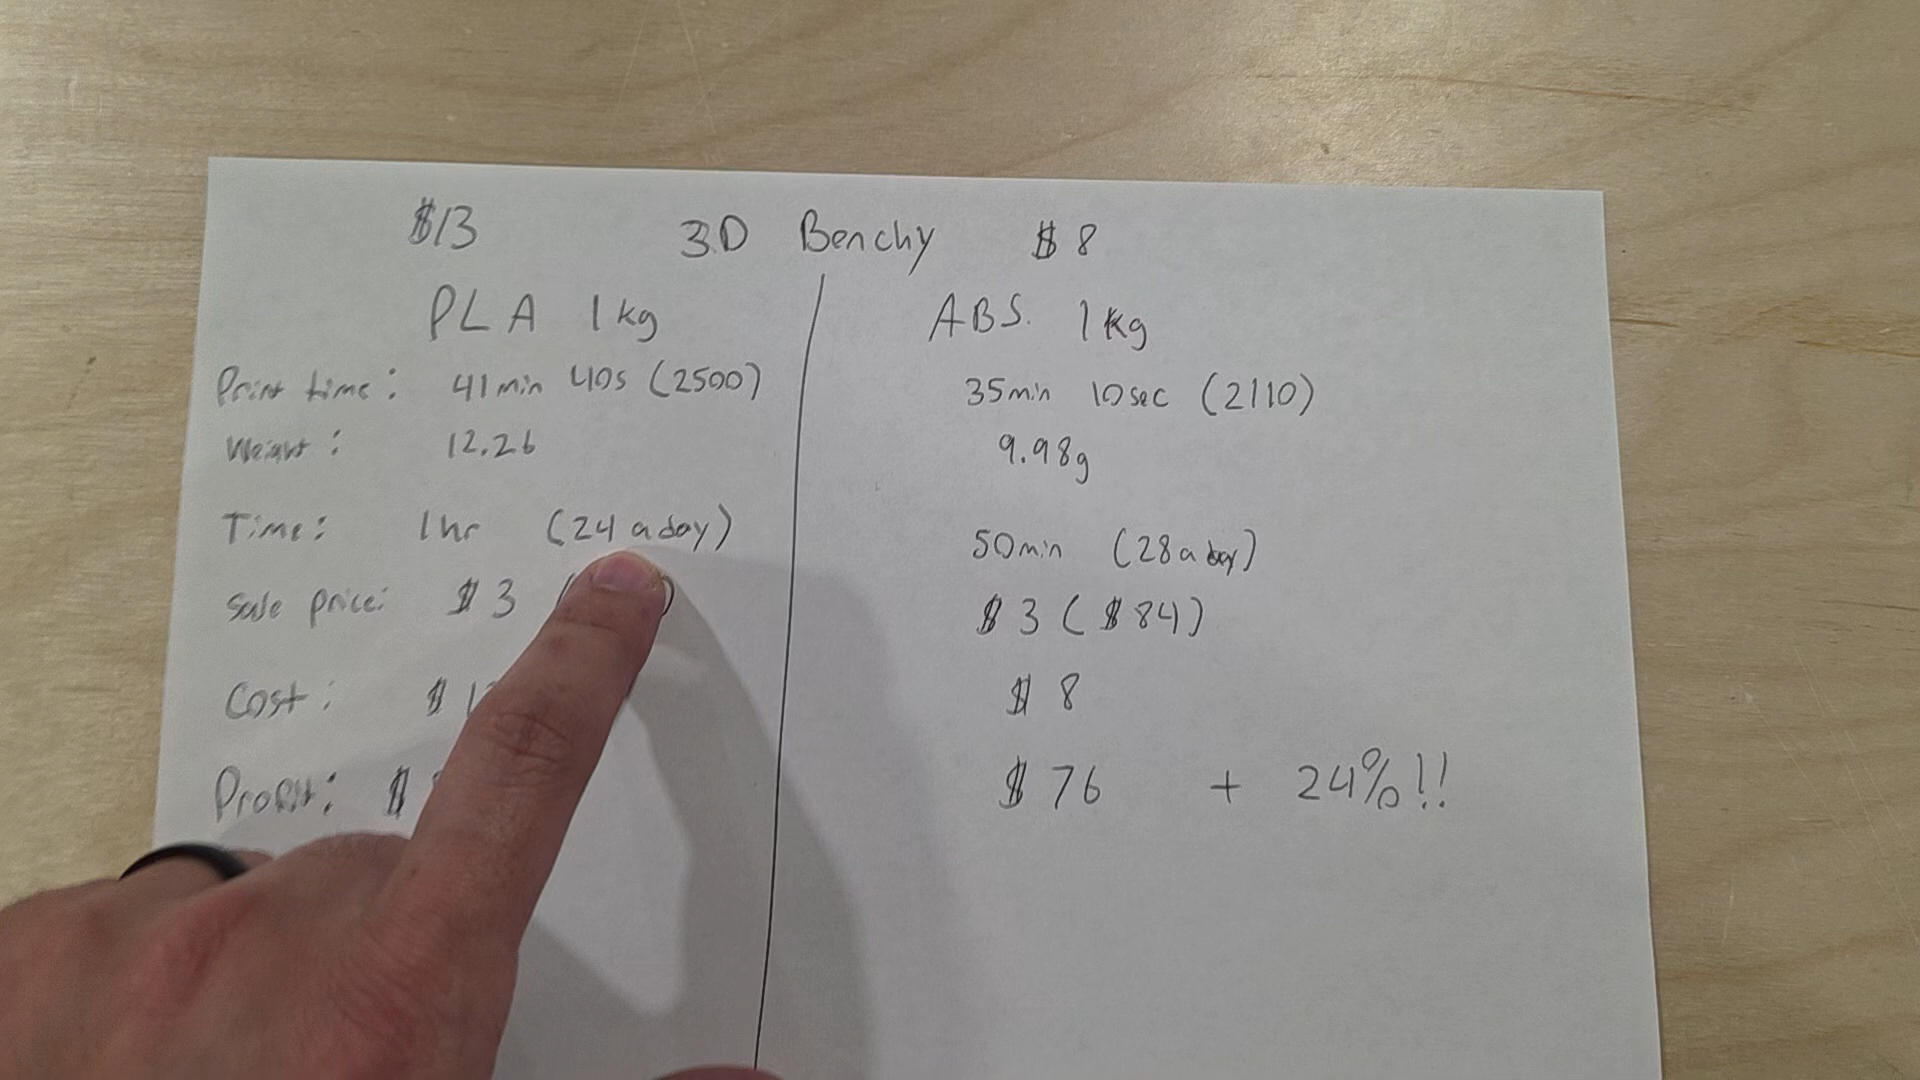 $13 3D Benchy $8
PLA 1kg
Print time: 41min 40s (2500)
Weight: 12.26
Time: 1hr (24 a day)
Sale price: $3
Cost: $
Profit: $
ABS. 1kg
35min 10sec (2110)
9.98g
50min (28 a day)
$3 ($84)
$8
$76 + 24%!!